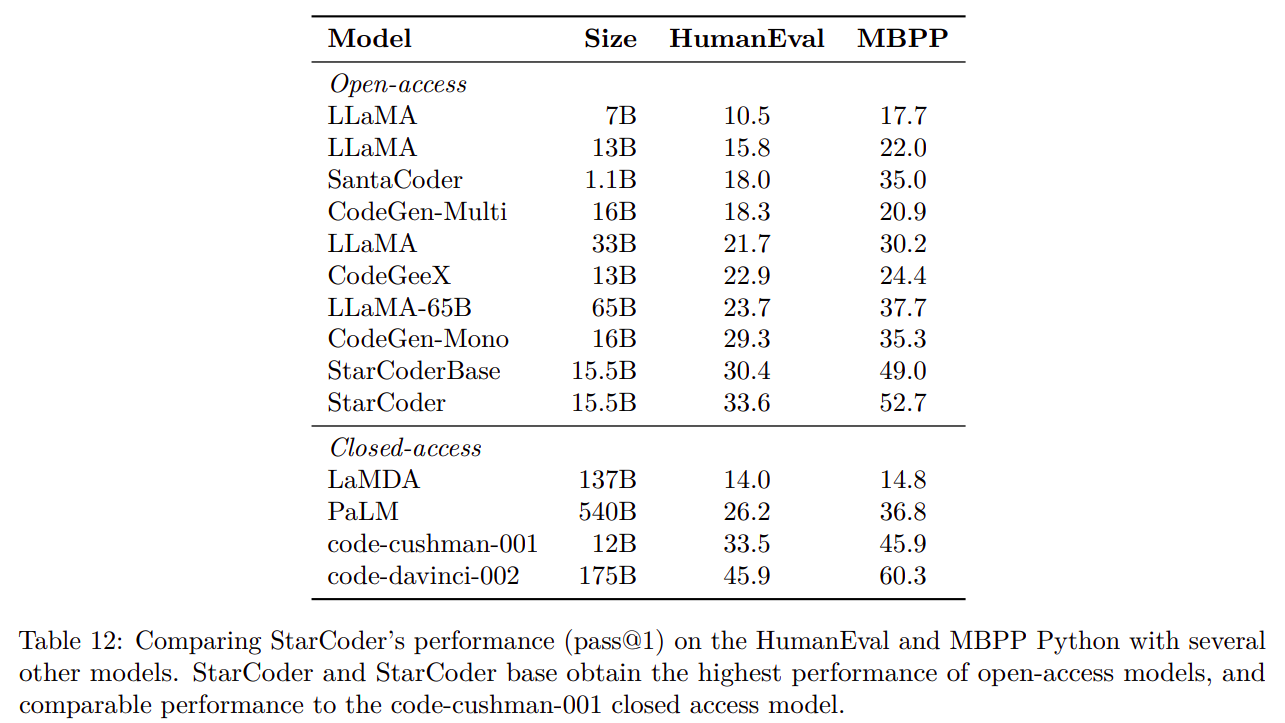 Model Size HumanEval MBPP
Open-access
LLaMA 7B 10.5 17.7
LLaMA 13B 15.8 22.0
SantaCoder 1.1B 18.0 35.0
CodeGen-Multi 16B 18.3 20.9
LLaMA 33B 21.7 30.2
CodeGeeX 13B 22.9 24.4
LLaMA-65B 65B 23.7 37.7
CodeGen-Mono 16B 29.3 35.3
StarCoderBase 15.5B 30.4 49.0
StarCoder 15.5B 33.6 52.7
Closed-access
LaMDA 137B 14.0 14.8
PaLM 540B 26.2 36.8
code-cushman-001 12B 33.5 45.9
code-davinci-002 175B 45.9 60.3
Table 12: Comparing StarCoder's performance (pass@1) on the HumanEval and MBPP Python with several
other models. StarCoder and StarCoder base obtain the highest performance of open-access models, and
comparable performance to the code-cushman-001 closed access model.